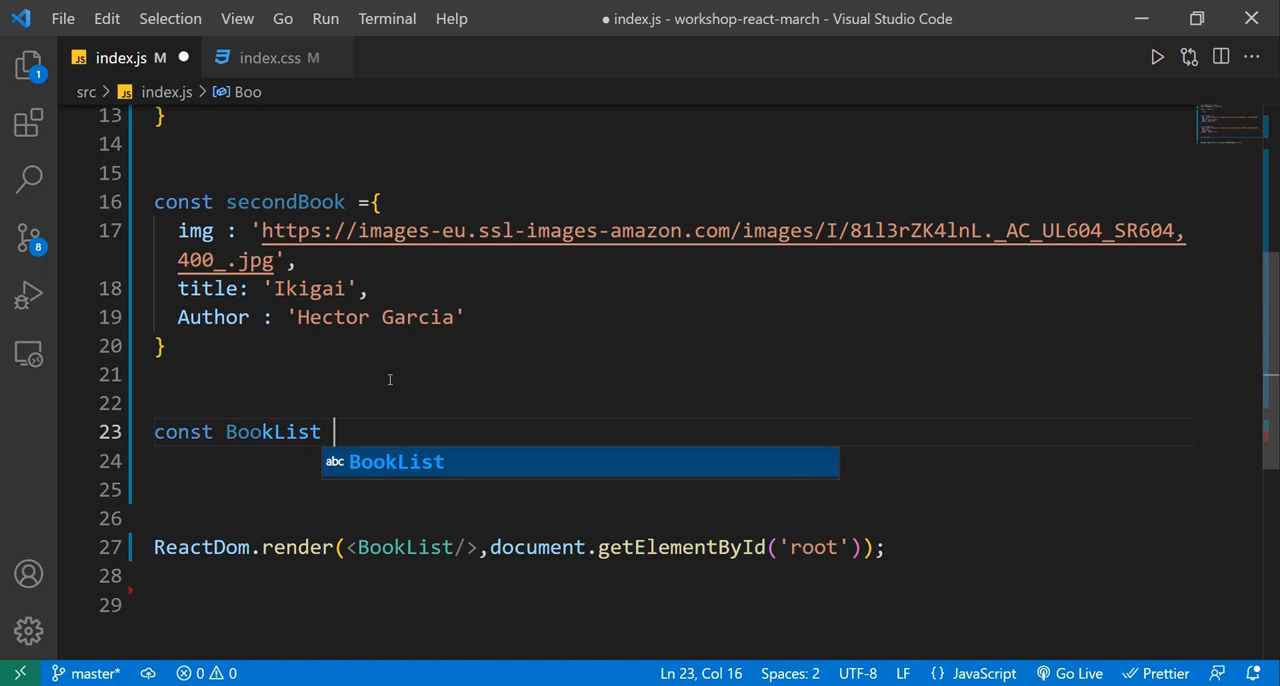 File Edit Selection View Go Run Terminal Help ● index.js - workshop-react-march - Visual Studio Code
JS index.js M ● index.css M
src > JS index.js > Boo
13 }
14
15
16 const secondBook ={
17 img : 'https://images-eu.ssl-images-amazon.com/images/I/81l3rZK4lnL._AC_UL604_SR604,
400_.jpg',
18 title: 'Ikigai',
19 Author : 'Hector Garcia'
20 }
21
22
23 const BookList
24 abc BookList
25
26
27 ReactDom.render(<BookList/>,document.getElementById('root'));
28
29
1
8
master* 0 0 Ln 23, Col 16 Spaces: 2 UTF-8 LF {} JavaScript Go Live Prettier